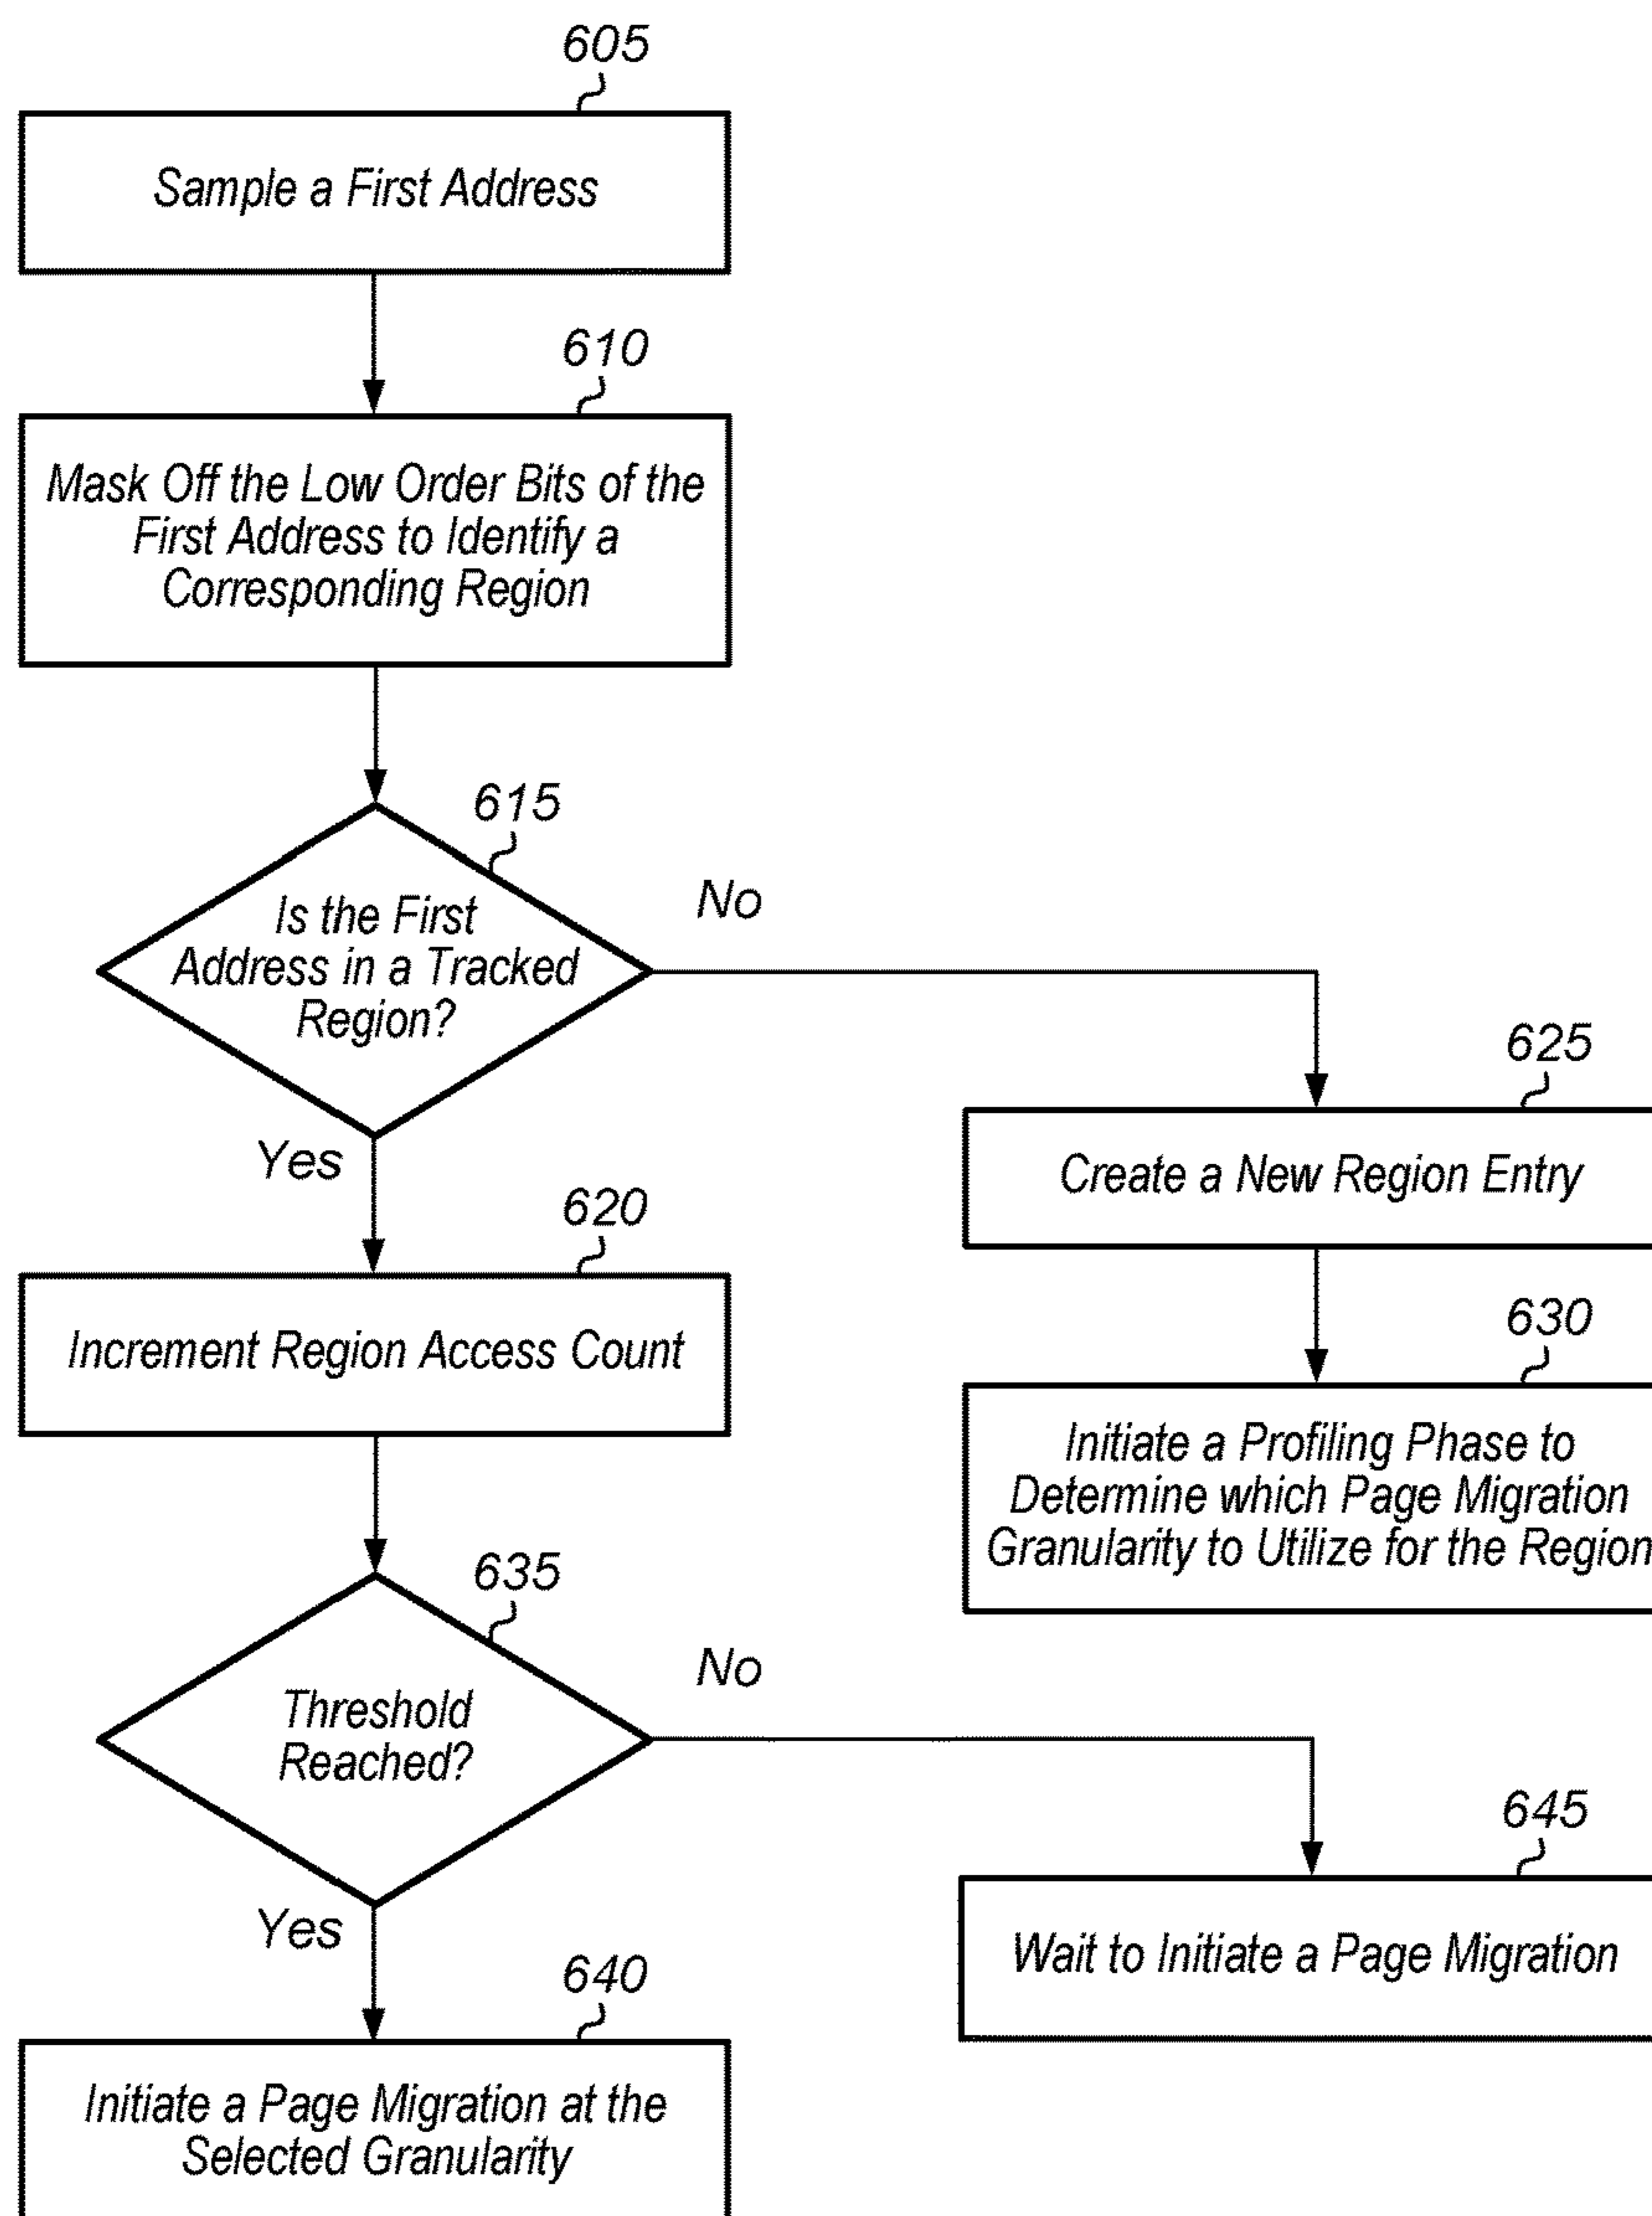 605
Sample a First Address
610
Mask Off the Low Order Bits of the
First Address to Identify a
Corresponding Region
615
Is the First
Address in a Tracked
Region?
No
Yes
625
Create a New Region Entry
620
Increment Region Access Count
630
Initiate a Profiling Phase to
Determine which Page Migration
Granularity to Utilize for the Region
635
Threshold
Reached?
No
Yes
645
Wait to Initiate a Page Migration
640
Initiate a Page Migration at the
Selected Granularity